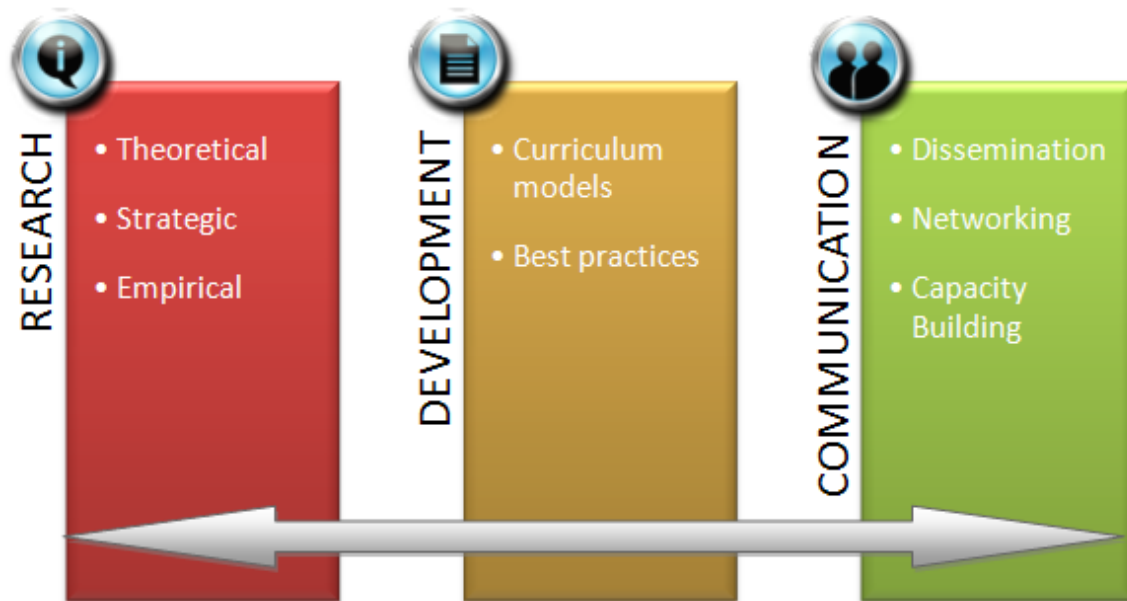 RESEARCH
• Theoretical
• Strategic
• Empirical
DEVELOPMENT
• Curriculum
models
• Best practices
COMMUNICATION
• Dissemination
• Networking
• Capacity
Building